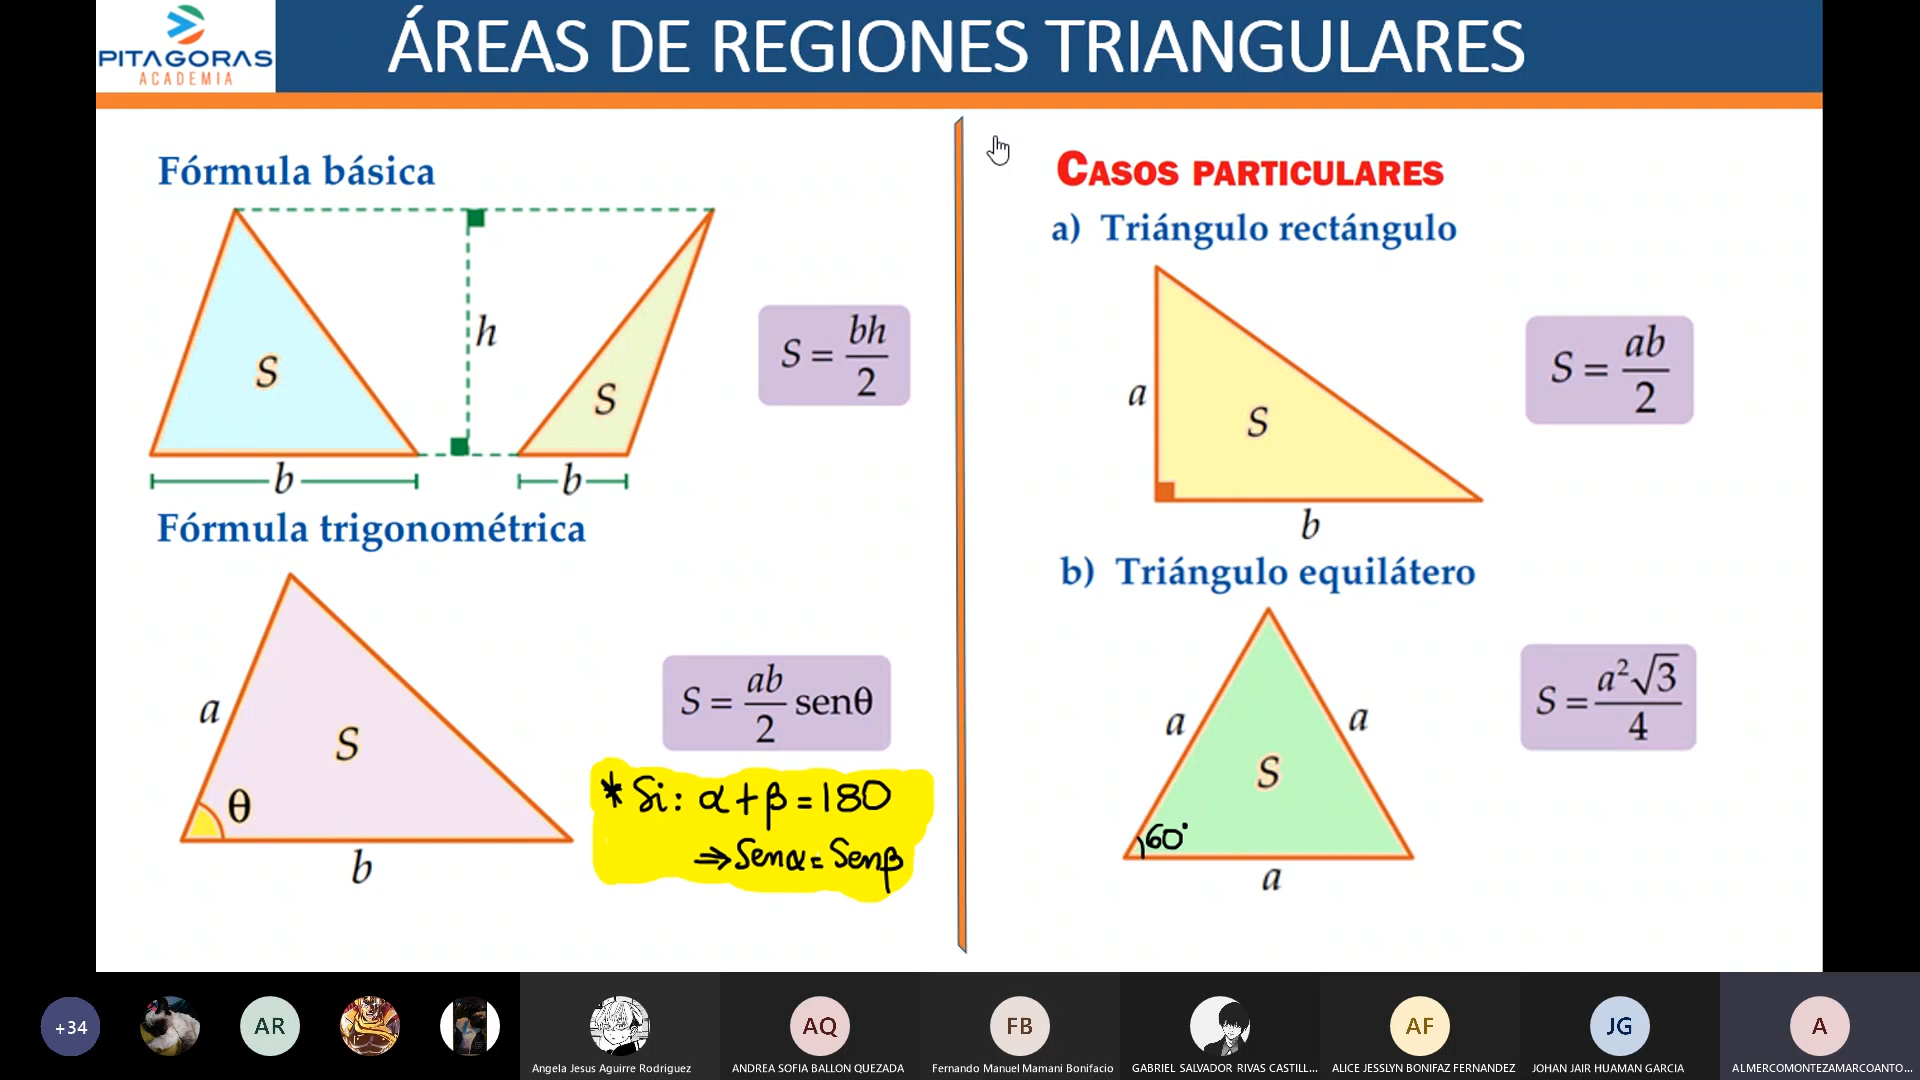 PITAGORAS
ACADEMIA
ÁREAS DE REGIONES TRIANGULARES
Fórmula básica
S
h
S
b
b
S = bh/2
Fórmula trigonométrica
a
S
θ
b
S = ab/2 senθ
* Si: α + β = 180
⇒ Senα = Senβ
CASOS PARTICULARES
a) Triángulo rectángulo
a
S
b
S = ab/2
b) Triángulo equilátero
a
a
S
60°
a
S = a²√3/4
+34
AR
AQ
FB
AF
JG
A
Angela Jesus Aguirre Rodriguez
ANDREA SOFIA BALLON QUEZADA
Fernando Manuel Mamani Bonifacio
GABRIEL SALVADOR RIVAS CASTILL...
ALICE JESSLYN BONIFAZ FERNANDEZ
JOHAN JAIR HUAMAN GARCIA
ALMERCOMONTEZAMARCOANTO...